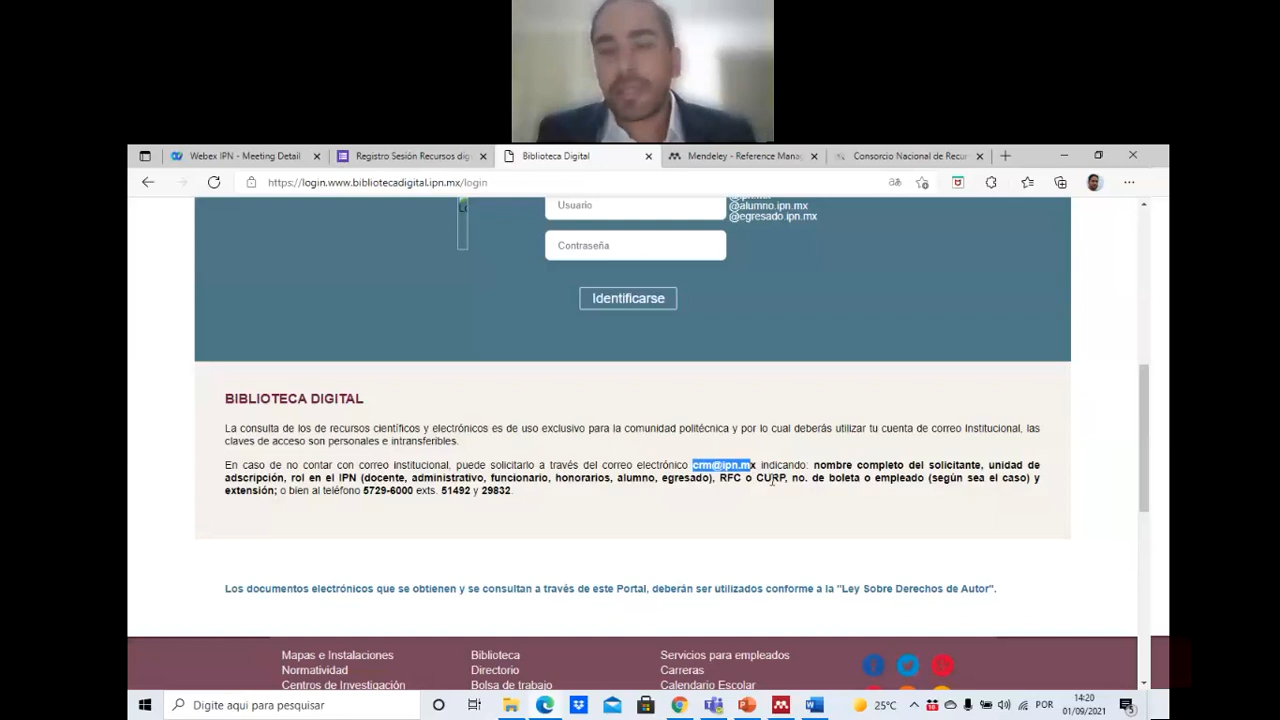 Webex IPN - Meeting Detail
Registro Sesión Recursos dig
Biblioteca Digital
Mendeley - Reference Mana
Consorcio Nacional de Recur
https://login.www.bibliotecadigital.ipn.mx/login
Usuario
@alumno.ipn.mx
@egresado.ipn.mx
Contraseña
Identificarse
BIBLIOTECA DIGITAL
La consulta de los de recursos científicos y electrónicos es de uso exclusivo para la comunidad politécnica y por lo cual deberás utilizar tu cuenta de correo Institucional, las
claves de acceso son personales e intransferibles.
En caso de no contar con correo institucional, puede solicitarlo a través del correo electrónico crm@ipn.mx indicando: nombre completo del solicitante, unidad de
adscripción, rol en el IPN (docente, administrativo, funcionario, honorarios, alumno, egresado), RFC o CURP, no. de boleta o empleado (según sea el caso) y
extensión; o bien al teléfono 5729-6000 exts. 51492 y 29832.
Los documentos electrónicos que se obtienen y se consultan a través de este Portal, deberán ser utilizados conforme a la "Ley Sobre Derechos de Autor".
Mapas e Instalaciones
Biblioteca
Servicios para empleados
Normatividad
Directorio
Carreras
Centros de Investigación
Bolsa de trabajo
Calendario Escolar
Digite aqui para pesquisar
25°C
POR
14:20
01/09/2021